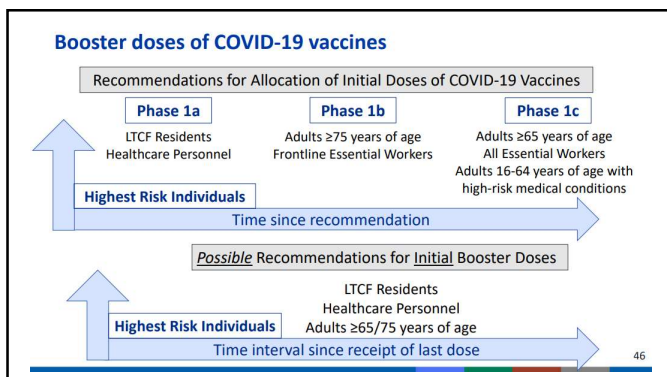 Booster doses of COVID-19 vaccines
Recommendations for Allocation of Initial Doses of COVID-19 Vaccines
Phase 1a
LTCF Residents
Healthcare Personnel
Phase 1b
Adults ≥75 years of age
Frontline Essential Workers
Phase 1c
Adults ≥65 years of age
All Essential Workers
Adults 16-64 years of age with
high-risk medical conditions
Highest Risk Individuals
Time since recommendation
Possible Recommendations for Initial Booster Doses
LTCF Residents
Healthcare Personnel
Adults ≥65/75 years of age
Highest Risk Individuals
Time interval since receipt of last dose
46